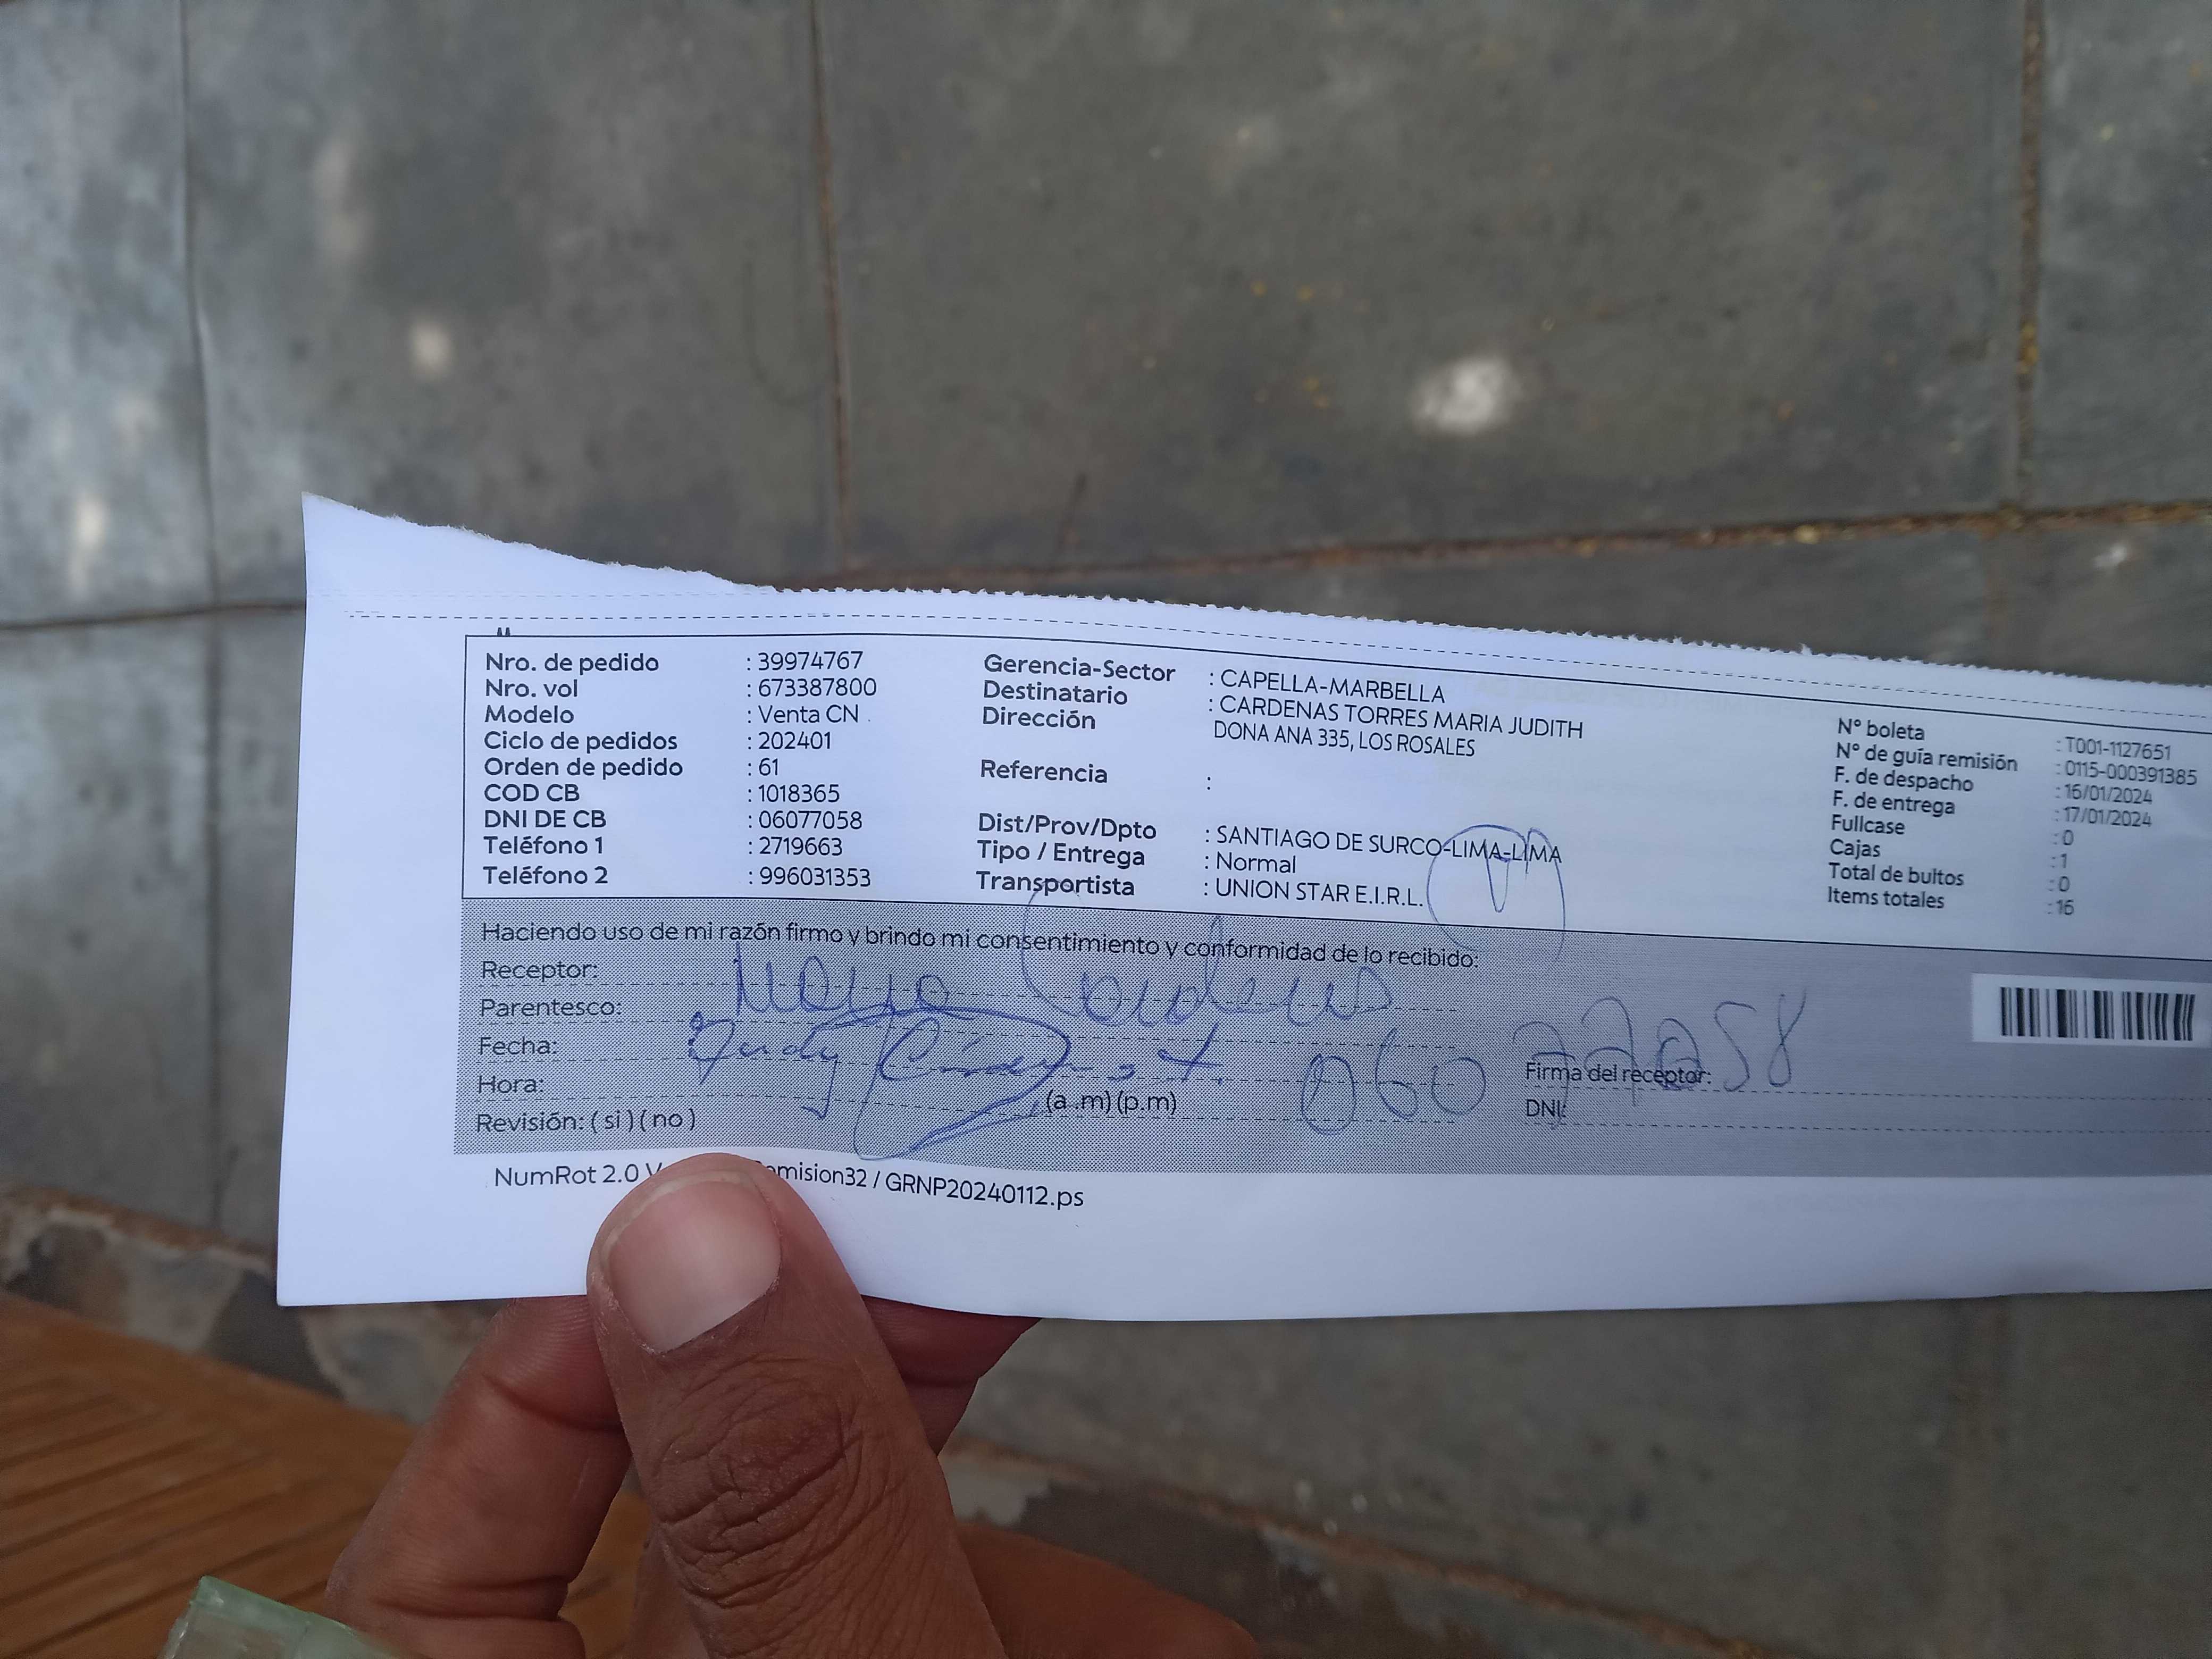 Nro. de pedido : 39974767
Nro. vol : 673387800
Modelo : Venta CN
Ciclo de pedidos : 202401
Orden de pedido : 61
COD CB : 1018365
DNI DE CB : 06077058
Teléfono 1 : 2719663
Teléfono 2 : 996031353
Gerencia-Sector : CAPELLA-MARBELLA
Destinatario : CARDENAS TORRES MARIA JUDITH
Dirección DONA ANA 335, LOS ROSALES
Referencia :
Dist/Prov/Dpto : SANTIAGO DE SURCO-LIMA-LIMA
Tipo / Entrega : Normal
Transportista : UNION STAR E.I.R.L.
N° boleta : T001-1127651
N° de guía remisión : 0115-000391385
F. de despacho : 16/01/2024
F. de entrega : 17/01/2024
Fullcase : 0
Cajas : 1
Total de bultos : 0
Items totales : 16
Haciendo uso de mi razón firmo y brindo mi consentimiento y conformidad de lo recibido:
Receptor:
Parentesco:
Fecha: Judy
Hora: (a .m) (p.m)
Revisión: ( si ) ( no )
06077058
Firma del receptor:
DNI:
NumRot 2.0 / GRNP20240112.ps